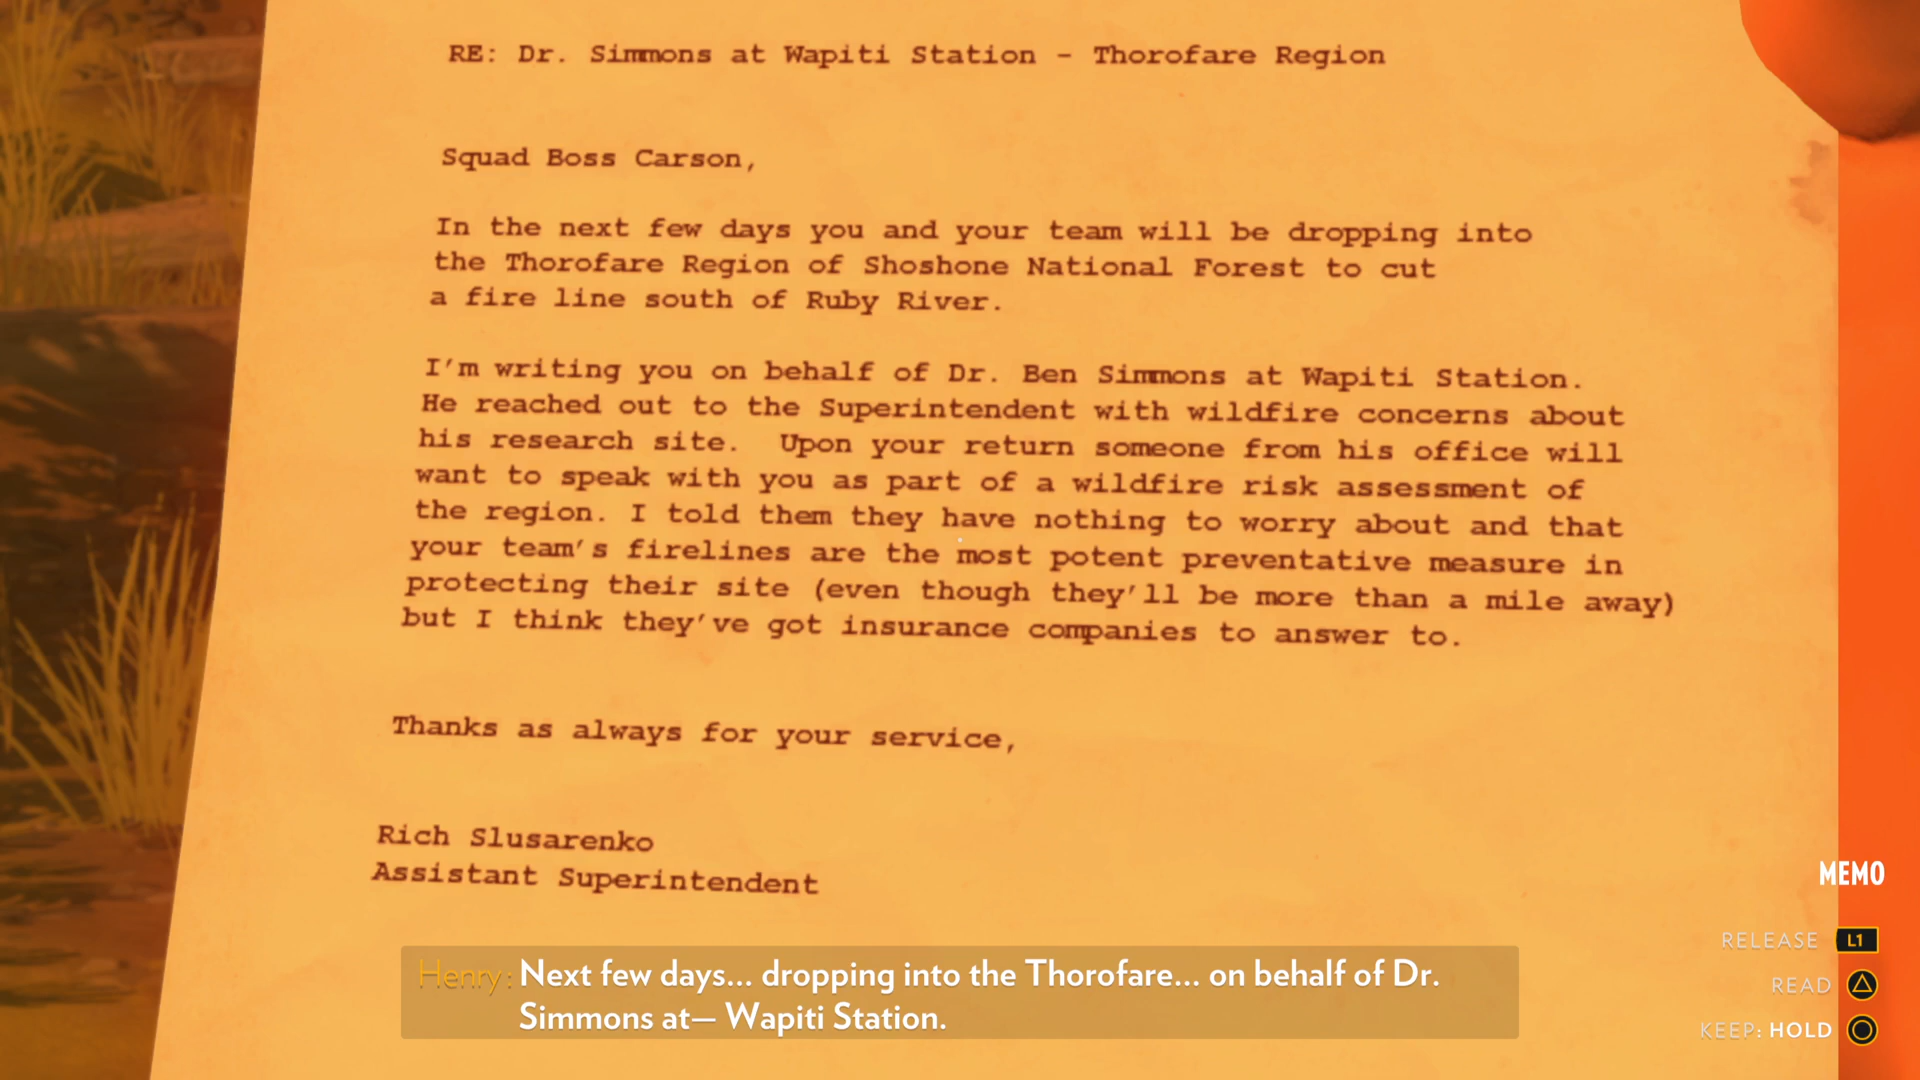 RE: Dr. Simmons at Wapiti Station - Thorofare Region
Squad Boss Carson,
In the next few days you and your team will be dropping into
the Thorofare Region of Shoshone National Forest to cut
a fire line south of Ruby River.
I'm writing you on behalf of Dr. Ben Simmons at Wapiti Station.
He reached out to the Superintendent with wildfire concerns about
his research site.  Upon your return someone from his office will
want to speak with you as part of a wildfire risk assessment of
the region. I told them they have nothing to worry about and that
your team's firelines are the most potent preventative measure in
protecting their site (even though they'll be more than a mile away)
but I think they've got insurance companies to answer to.
Thanks as always for your service,
Rich Slusarenko
Assistant Superintendent
MEMO
RELEASE L1
READ
KEEP: HOLD
Henry: Next few days... dropping into the Thorofare... on behalf of Dr.
Simmons at— Wapiti Station.